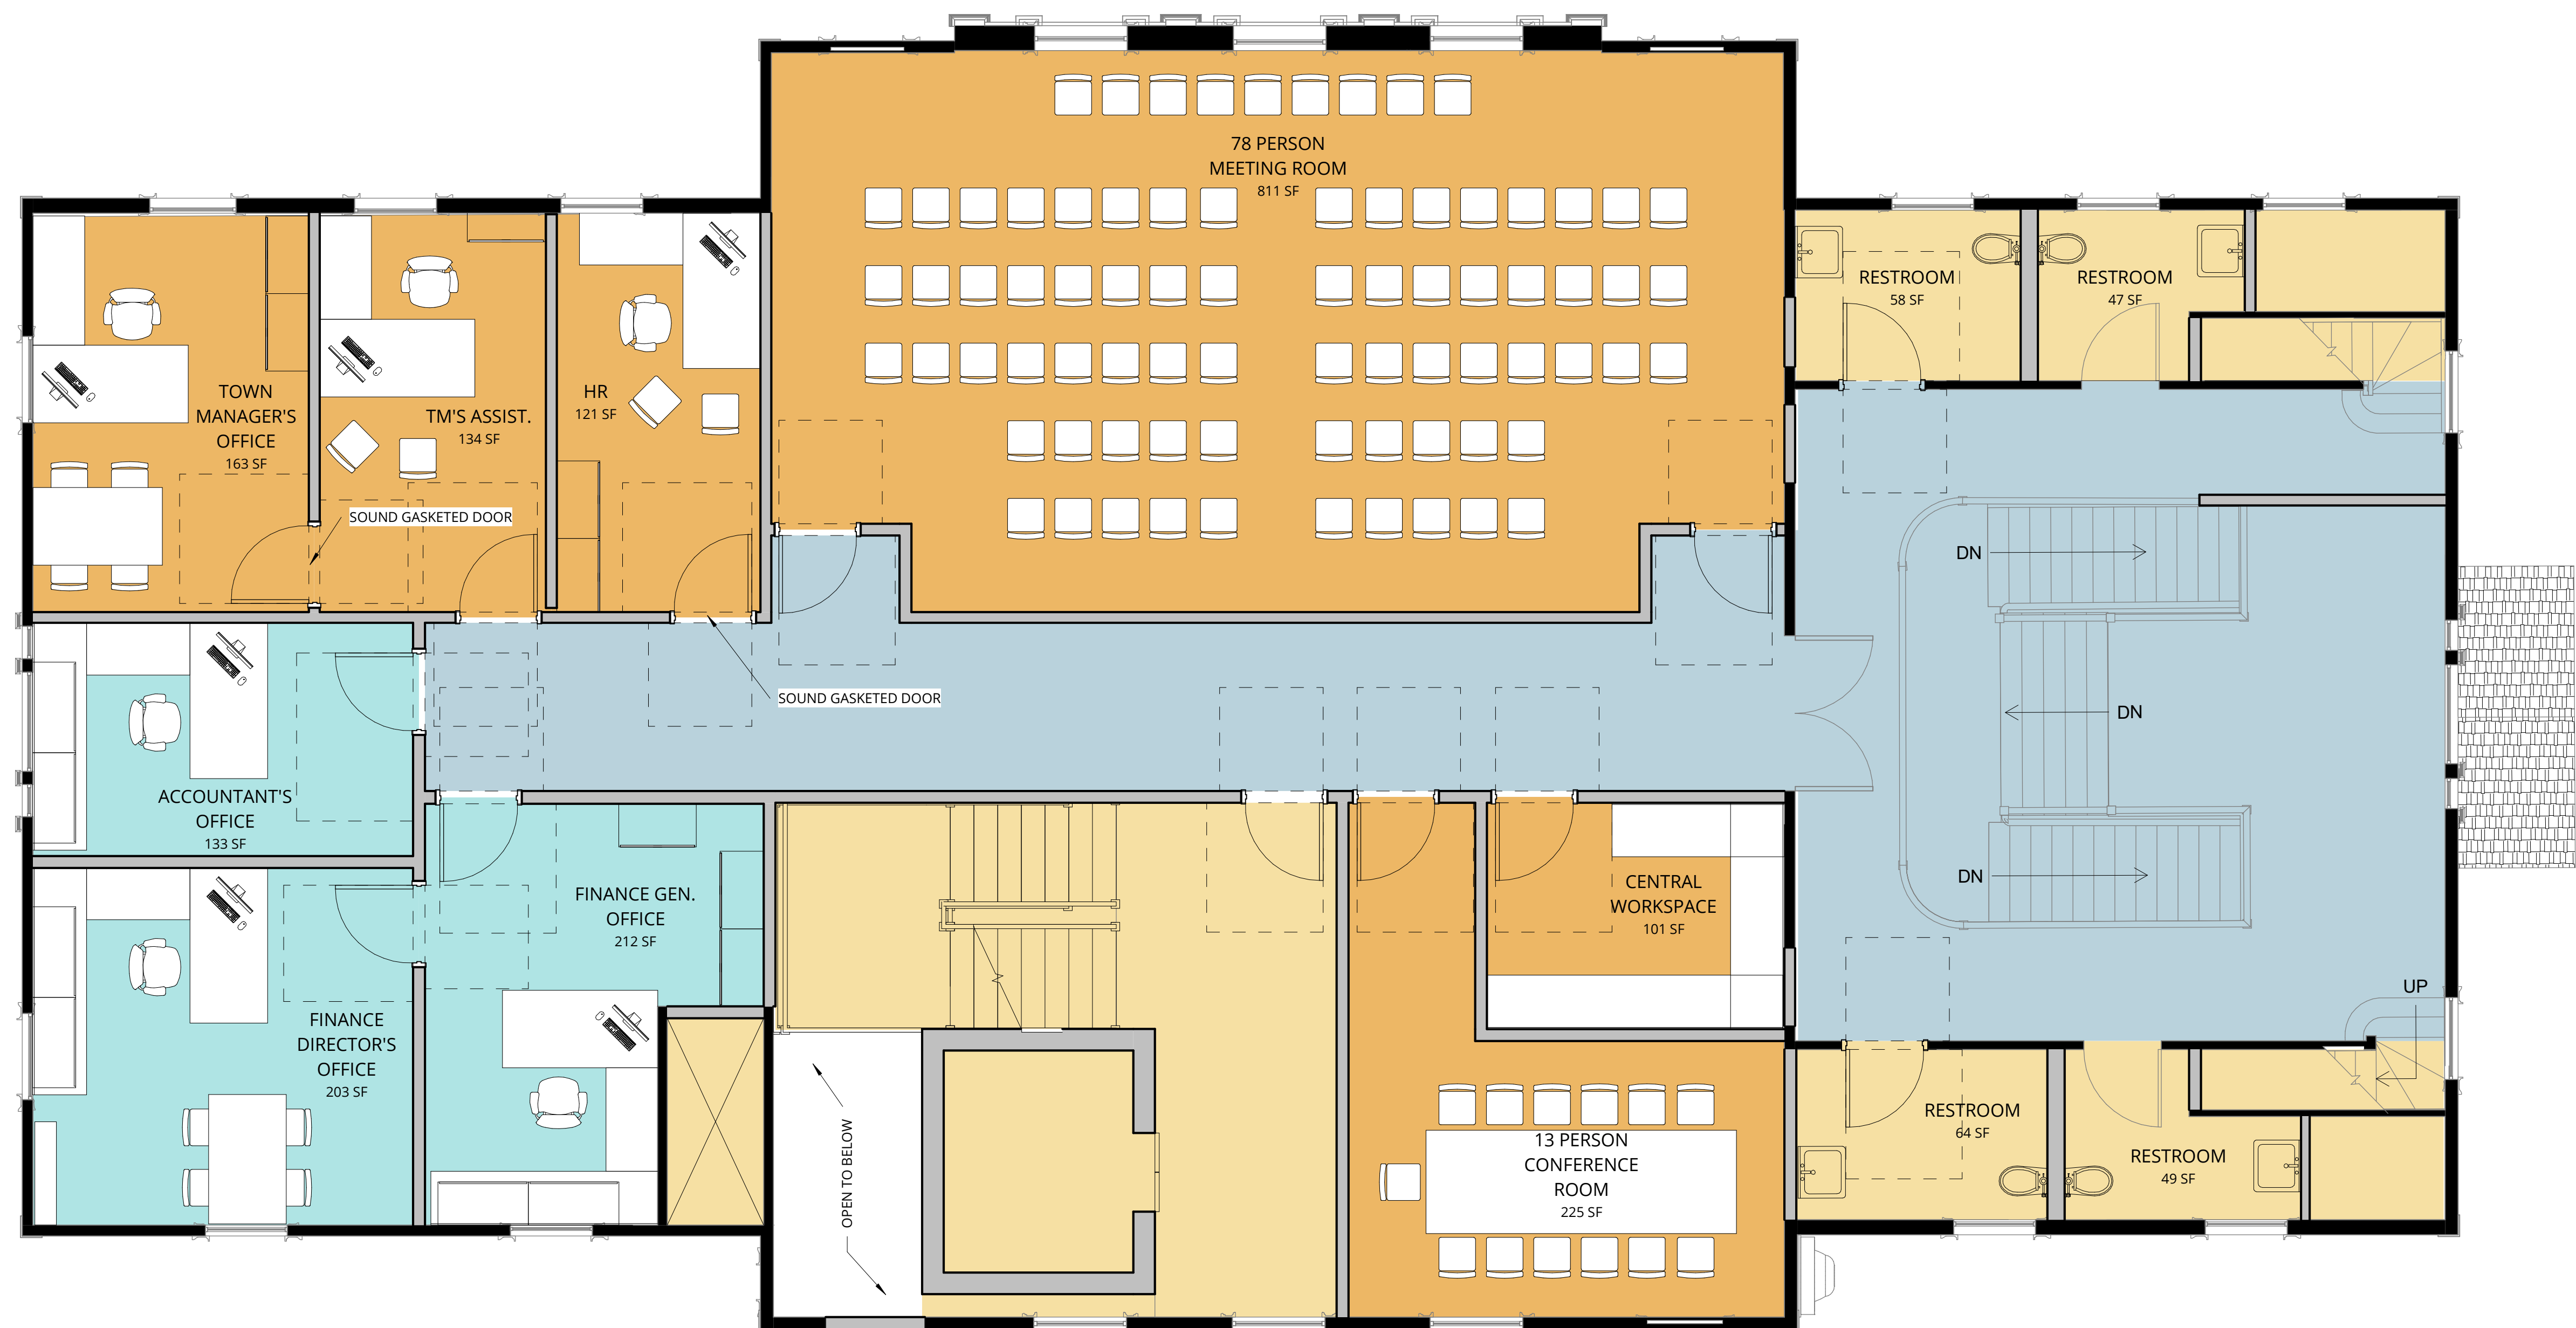 78 PERSON
MEETING ROOM
811 SF
RESTROOM
58 SF
RESTROOM
47 SF
TOWN
MANAGER'S
OFFICE
163 SF
TM'S ASSIST.
134 SF
HR
121 SF
SOUND GASKETED DOOR
DN
SOUND GASKETED DOOR
DN
ACCOUNTANT'S
OFFICE
133 SF
FINANCE GEN.
OFFICE
212 SF
CENTRAL
WORKSPACE
101 SF
DN
UP
FINANCE
DIRECTOR'S
OFFICE
203 SF
OPEN TO BELOW
13 PERSON
CONFERENCE
ROOM
225 SF
RESTROOM
64 SF
RESTROOM
49 SF